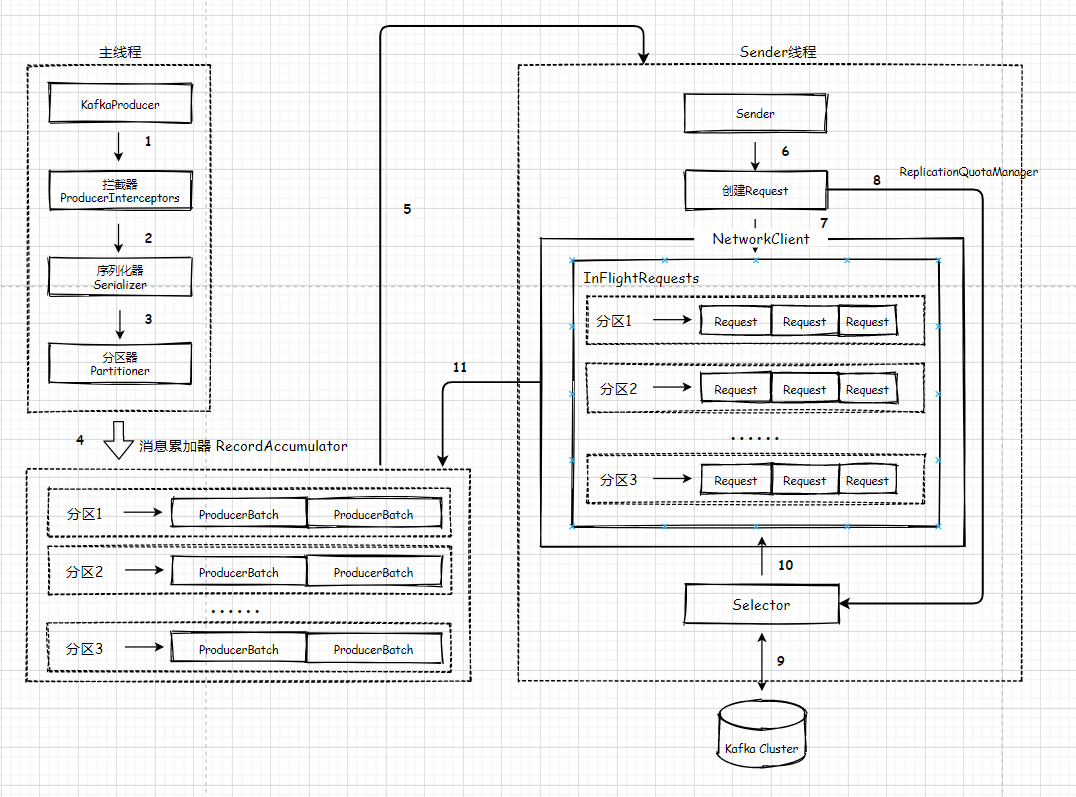 主线程
KafkaProducer
1
拦截器
ProducerInterceptors
2
序列化器
Serializer
3
分区器
Partitioner
4
消息累加器 RecordAccumulator
分区1
ProducerBatch
ProducerBatch
分区2
ProducerBatch
ProducerBatch
......
分区3
ProducerBatch
ProducerBatch
5
Sender线程
Sender
6
创建Request
8
ReplicationQuotaManager
7
NetworkClient
InFlightRequests
分区1
Request
Request
Request
分区2
Request
Request
Request
......
分区3
Request
Request
Request
11
10
Selector
9
Kafka Cluster